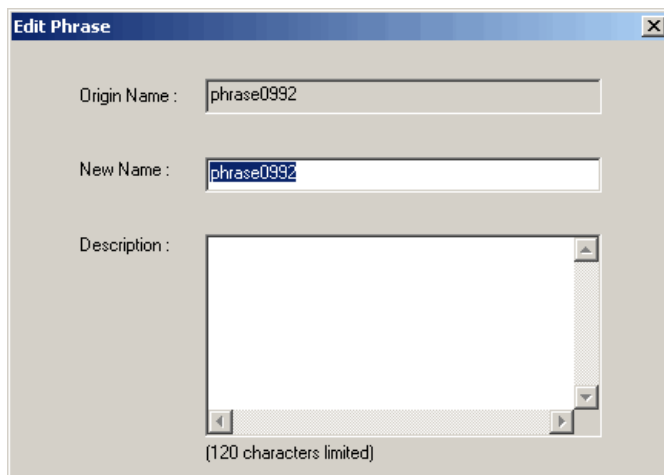 Edit Phrase
Origin Name : phrase0992
New Name : phrase0992
Description :
(120 characters limited)